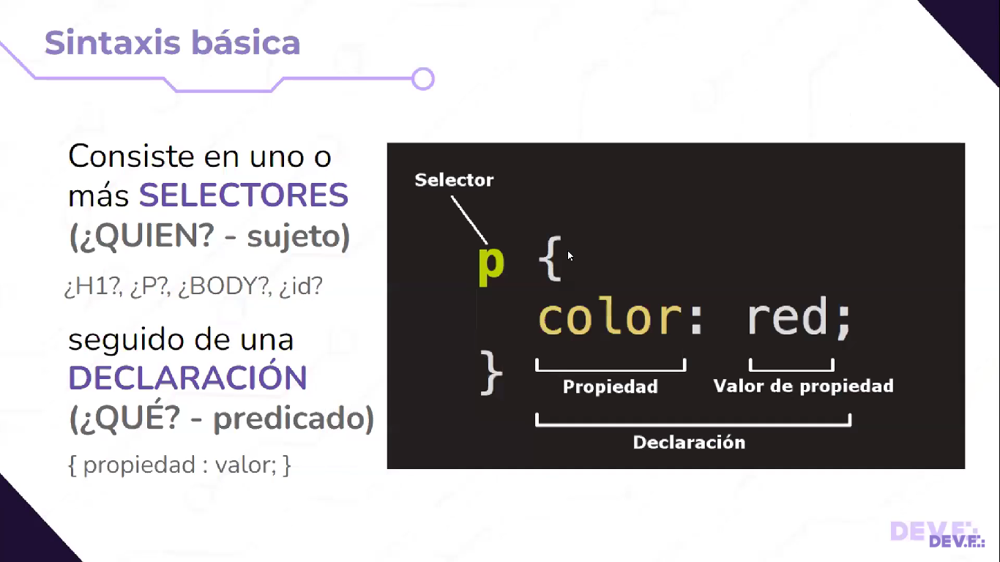 Sintaxis básica
Consiste en uno o
más SELECTORES
(¿QUIEN? - sujeto)
¿H1?, ¿P?, ¿BODY?, ¿id?
seguido de una
DECLARACIÓN
(¿QUÉ? - predicado)
{ propiedad : valor; }
Selector
p {
color: red;
}
Propiedad
Valor de propiedad
Declaración
DEV.F.:
DEV.F.: